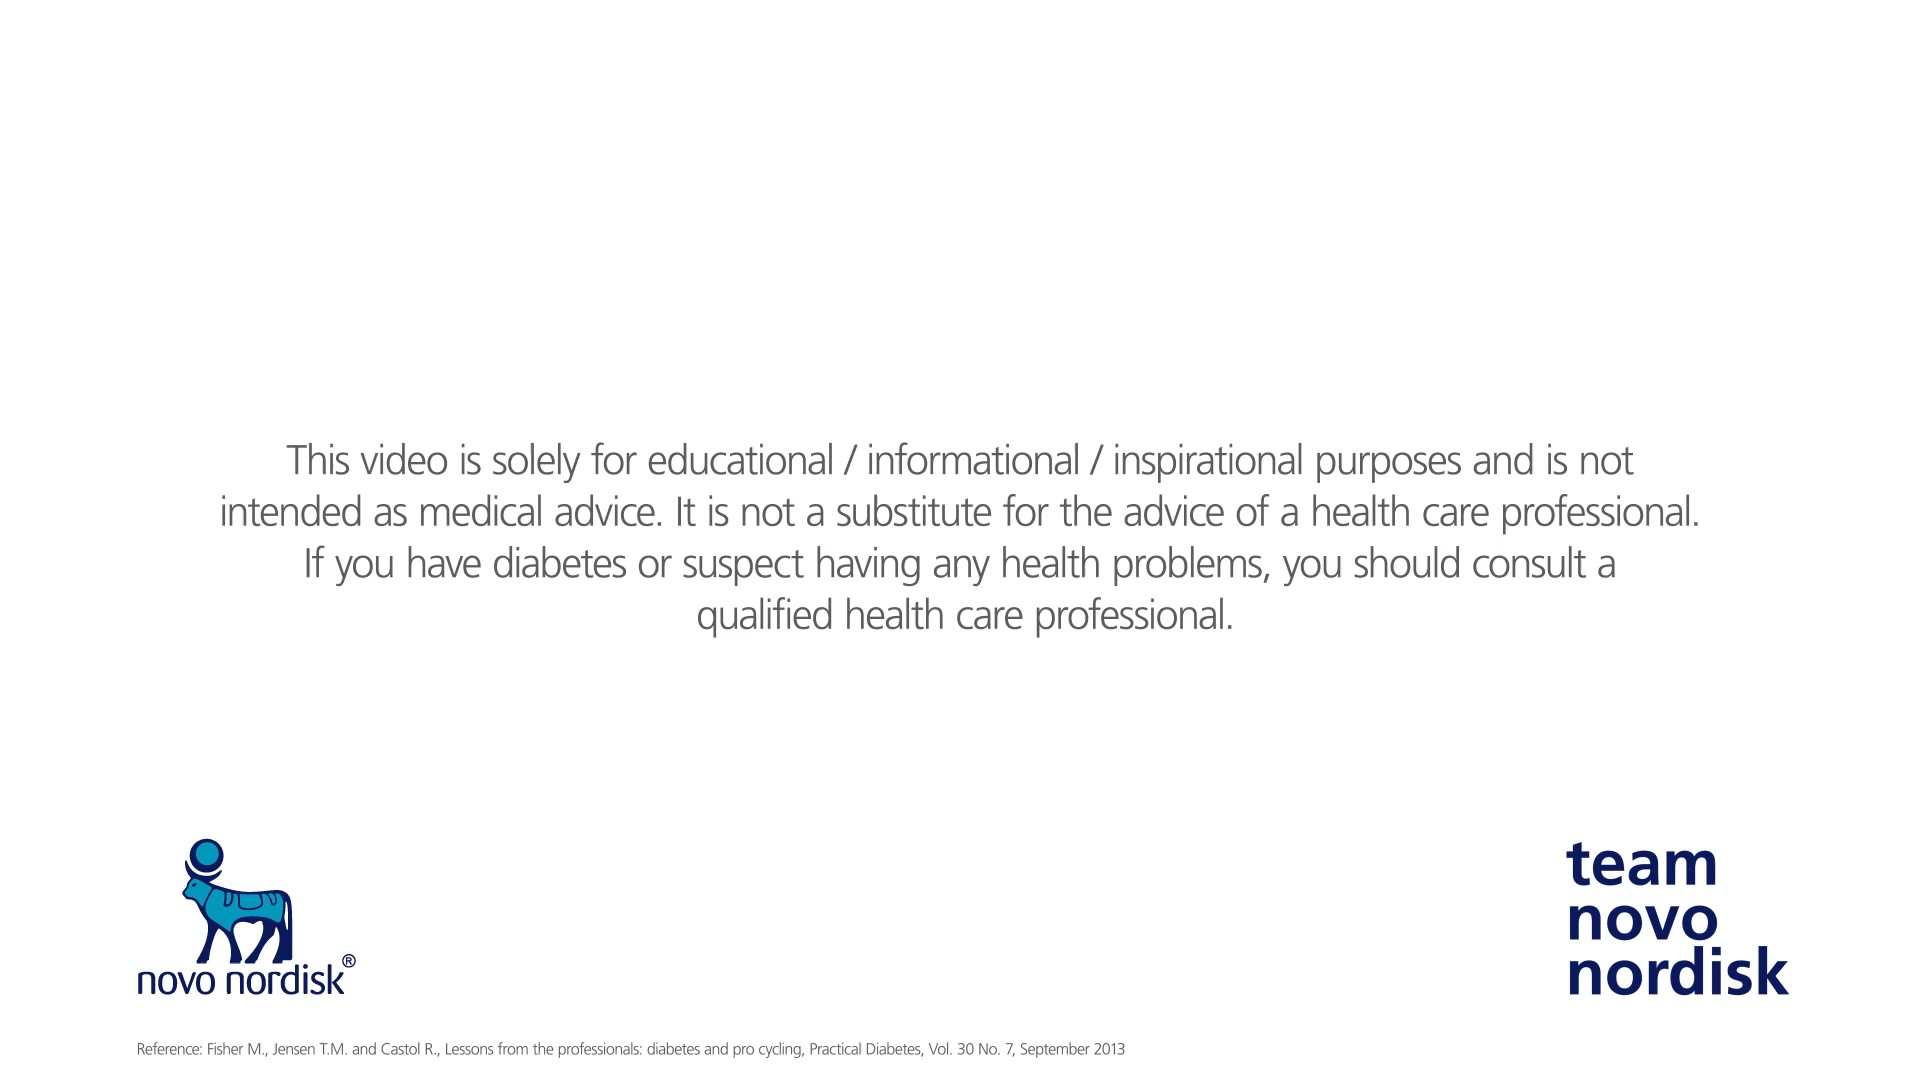 This video is solely for educational / informational / inspirational purposes and is not
intended as medical advice. It is not a substitute for the advice of a health care professional.
If you have diabetes or suspect having any health problems, you should consult a
qualified health care professional.
novo nordisk®
team
novo
nordisk
Reference: Fisher M., Jensen T.M. and Castol R., Lessons from the professionals: diabetes and pro cycling, Practical Diabetes, Vol. 30 No. 7, September 2013